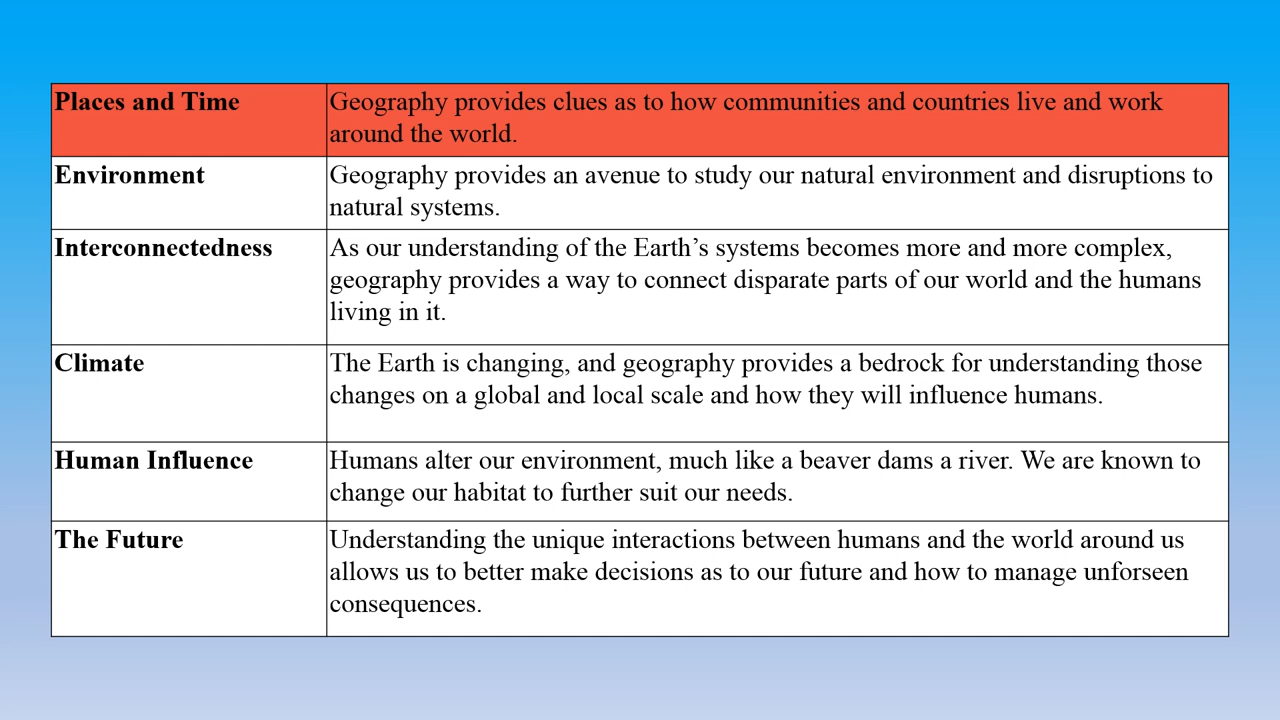 Places and Time
Geography provides clues as to how communities and countries live and work
around the world.
Environment
Geography provides an avenue to study our natural environment and disruptions to
natural systems.
Interconnectedness
As our understanding of the Earth’s systems becomes more and more complex,
geography provides a way to connect disparate parts of our world and the humans
living in it.
Climate
The Earth is changing, and geography provides a bedrock for understanding those
changes on a global and local scale and how they will influence humans.
Human Influence
Humans alter our environment, much like a beaver dams a river. We are known to
change our habitat to further suit our needs.
The Future
Understanding the unique interactions between humans and the world around us
allows us to better make decisions as to our future and how to manage unforseen
consequences.